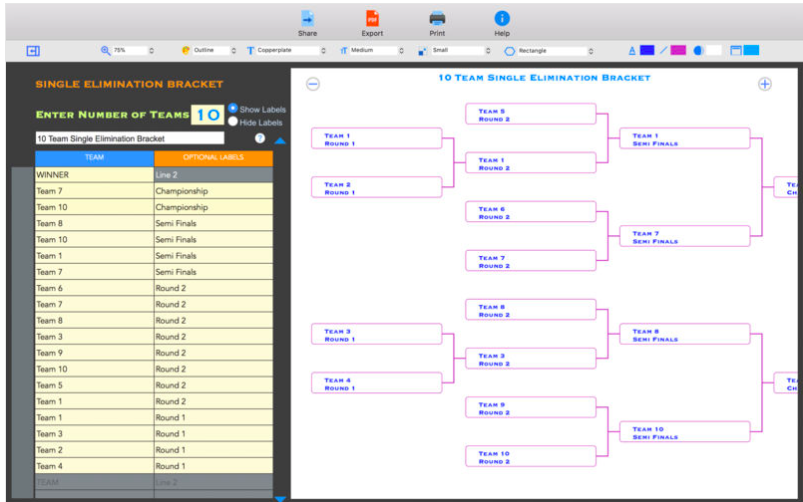 PDF
Share
Export
Print
Help
75%
Outline
T Copperplate
Medium
Small
Rectangle
A
SINGLE ELIMINATION BRACKET
ENTER NUMBER OF TEAMS 10
Show Labels
Hide Labels
10 Team Single Elimination Bracket ?
TEAM OPTIONAL LABELS
WINNER Line 2
Team 7 Championship
Team 10 Championship
Team 8 Semi Finals
Team 10 Semi Finals
Team 1 Semi Finals
Team 7 Semi Finals
Team 6 Round 2
Team 7 Round 2
Team 8 Round 2
Team 3 Round 2
Team 9 Round 2
Team 10 Round 2
Team 5 Round 2
Team 1 Round 2
Team 1 Round 1
Team 3 Round 1
Team 2 Round 1
Team 4 Round 1
TEAM Line 2
10 TEAM SINGLE ELIMINATION BRACKET
TEAM 1
ROUND 1
TEAM 2
ROUND 1
TEAM 3
ROUND 1
TEAM 4
ROUND 1
TEAM 5
ROUND 2
TEAM 1
ROUND 2
TEAM 6
ROUND 2
TEAM 7
ROUND 2
TEAM 8
ROUND 2
TEAM 3
ROUND 2
TEAM 9
ROUND 2
TEAM 10
ROUND 2
TEAM 1
SEMI FINALS
TEAM 7
SEMI FINALS
TEAM 8
SEMI FINALS
TEAM 10
SEMI FINALS